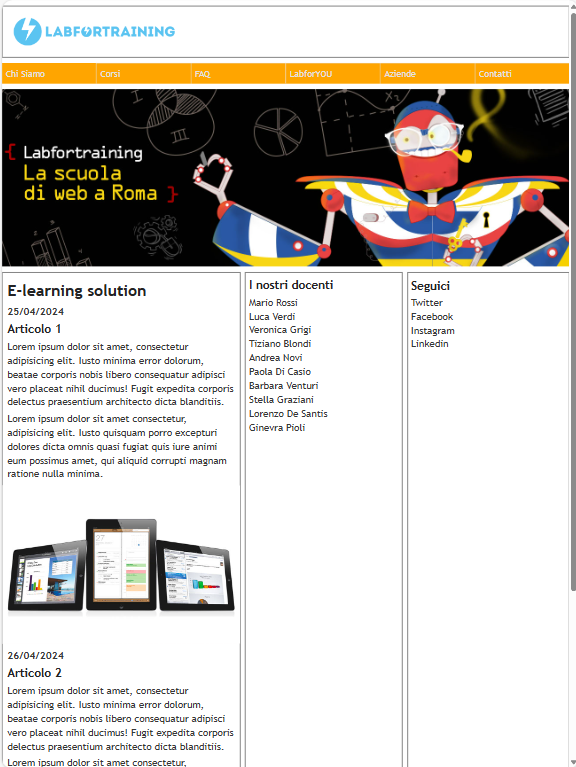 LABFORTRAINING
Chi Siamo
Corsi
FAQ
LabforYOU
Aziende
Contatti
{ Labfortraining
La scuola
di web a Roma }
III
I
E-learning solution
25/04/2024
Articolo 1
Lorem ipsum dolor sit amet, consectetur
adipisicing elit. Iusto minima error dolorum,
beatae corporis nobis libero consequatur adipisci
vero placeat nihil ducimus! Fugit expedita corporis
delectus praesentium architecto dicta blanditiis.
Lorem ipsum dolor sit amet consectetur,
adipisicing elit. Iusto quisquam porro excepturi
dolores dicta omnis quasi fugiat quis iure animi
eum possimus amet, qui aliquid corrupti magnam
ratione nulla minima.
27
26/04/2024
Articolo 2
Lorem ipsum dolor sit amet, consectetur
adipisicing elit. Iusto minima error dolorum,
beatae corporis nobis libero consequatur adipisci
vero placeat nihil ducimus! Fugit expedita corporis
delectus praesentium architecto dicta blanditiis.
Lorem ipsum dolor sit amet consectetur,
I nostri docenti
Mario Rossi
Luca Verdi
Veronica Grigi
Tiziano Blondi
Andrea Novi
Paola Di Casio
Barbara Venturi
Stella Graziani
Lorenzo De Santis
Ginevra Pioli
Seguici
Twitter
Facebook
Instagram
Linkedin